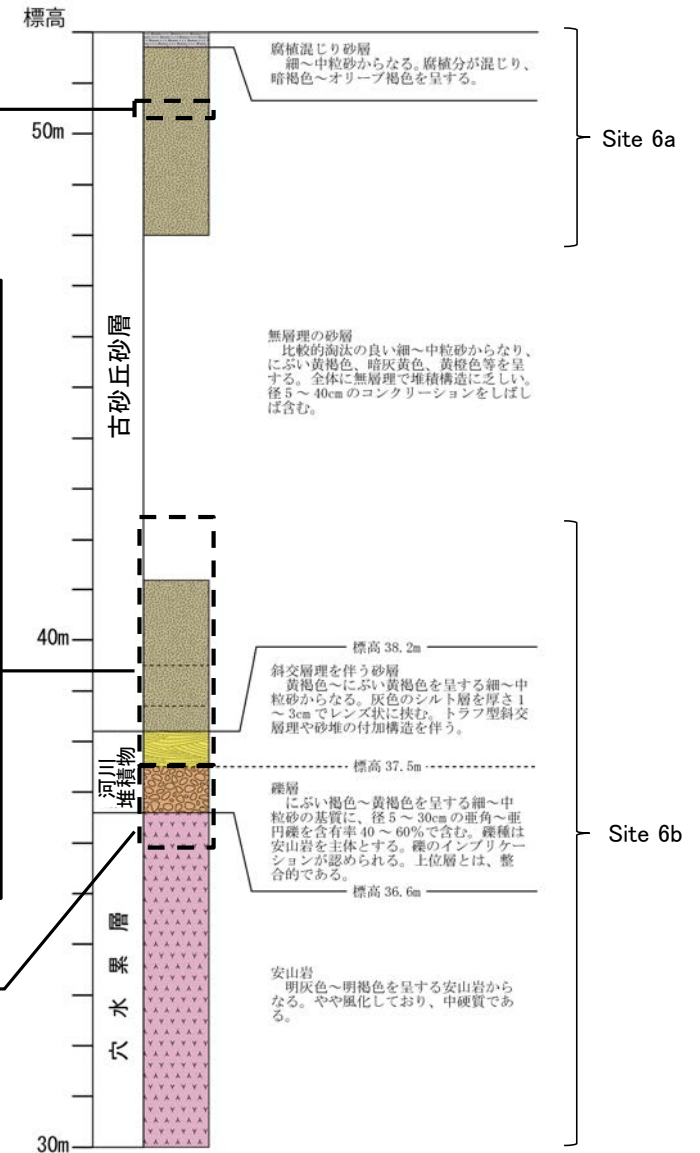 標高
腐植混じり砂層
細～中粒砂からなる。腐植分が混じり、
暗褐色～オリーブ褐色を呈する。
50m
Site 6a
古砂丘砂層
無層理の砂層
比較的淘汰の良い細～中粒砂からなり、
にぶい黄褐色、暗灰黄色、黄橙色等を呈
する。全体に無層理で堆積構造に乏しい。
径 5 ～ 40cm のコンクリーションをしばし
ば含む。
40m
標高 38.2m
斜交層理を伴う砂層
黄褐色～にぶい黄褐色を呈する細～中
粒砂からなる。灰色のシルト層を厚さ 1
～ 3cm でレンズ状に挟む。トラフ型斜交
層理や砂堆の付加構造を伴う。
標高 37.5m
河川
堆積物
礫層
にぶい褐色～黄褐色を呈する細～中
粒砂の基質に、径 5 ～ 30cm の亜角～亜
円礫を含有率 40 ～ 60％で含む。礫種は
安山岩を主体とする。礫のインブリケー
ションが認められる。上位層とは、整
合的である。
標高 36.6m
Site 6b
穴水累層
安山岩
明灰色～明褐色を呈する安山岩から
なる。やや風化しており、中硬質であ
る。
30m